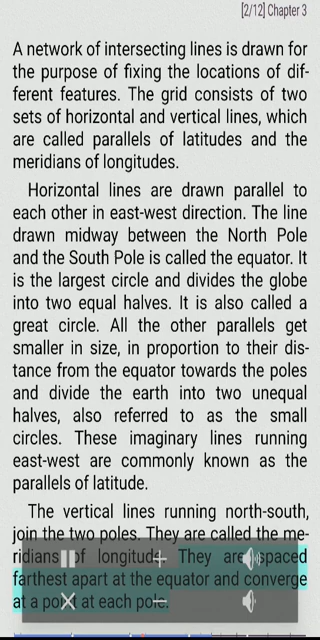 [2/12] Chapter 3
A network of intersecting lines is drawn for
the purpose of fixing the locations of dif-
ferent features. The grid consists of two
sets of horizontal and vertical lines, which
are called parallels of latitudes and the
meridians of longitudes.
Horizontal lines are drawn parallel to
each other in east-west direction. The line
drawn midway between the North Pole
and the South Pole is called the equator. It
is the largest circle and divides the globe
into two equal halves. It is also called a
great circle. All the other parallels get
smaller in size, in proportion to their dis-
tance from the equator towards the poles
and divide the earth into two unequal
halves, also referred to as the small
circles. These imaginary lines running
east-west are commonly known as the
parallels of latitude.
The vertical lines running north-south,
join the two poles. They are called the me-
ridians of longitude. They are spaced
farthest apart at the equator and converge
at a point at each pole.